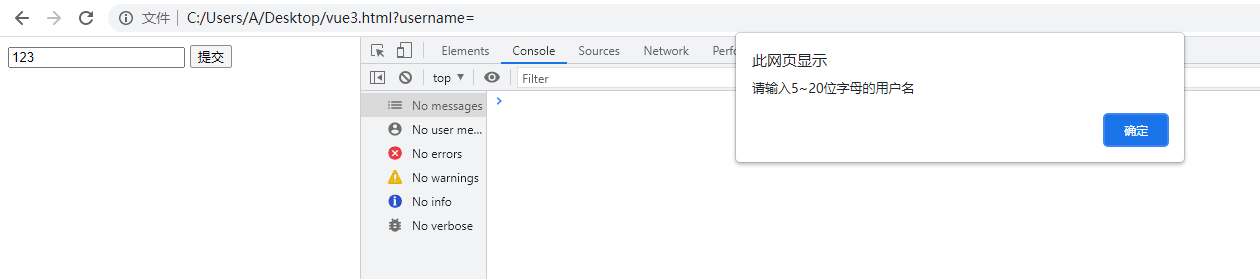 文件 C:/Users/A/Desktop/vue3.html?username=
123 提交
Elements Console Sources Network Perfo
top Filter
No messages
No user me...
No errors
No warnings
No info
No verbose
此网页显示
请输入5~20位字母的用户名
确定